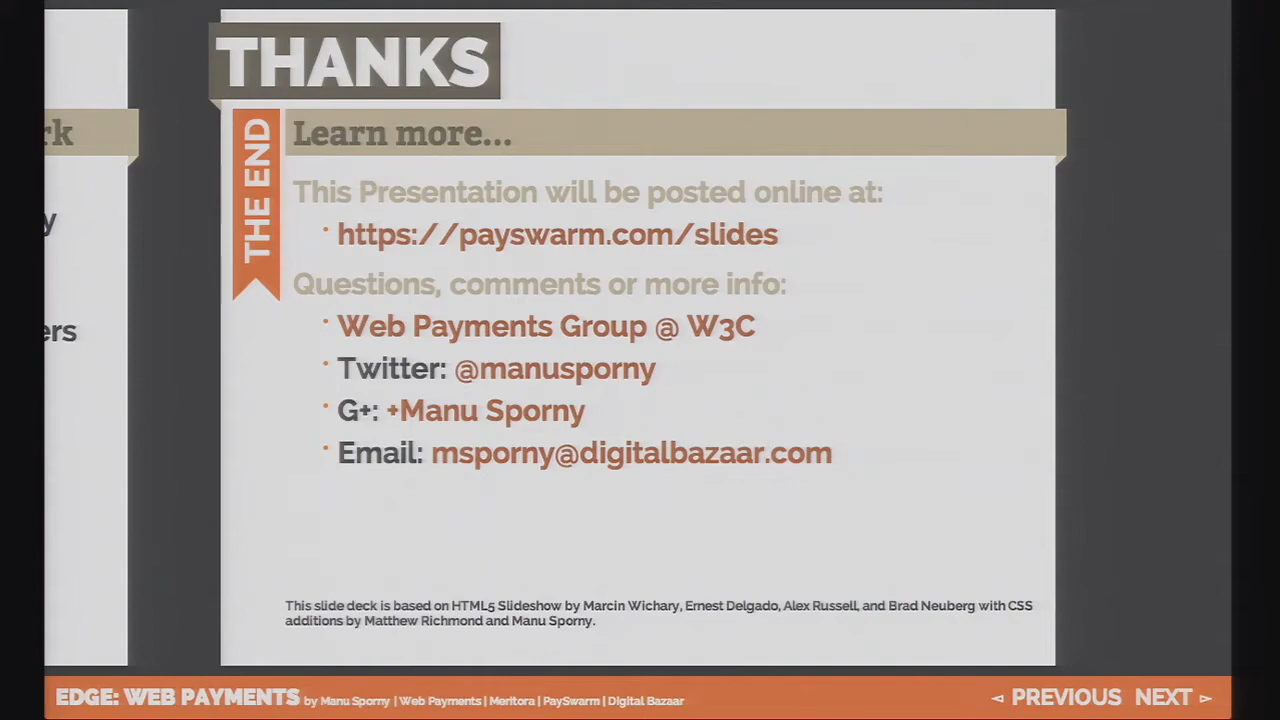 THANKS
rk
THE END
Learn more...
This Presentation will be posted online at:
https://payswarm.com/slides
y
Questions, comments or more info:
Web Payments Group @ W3C
ers
Twitter: @manusporny
G+: +Manu Sporny
Email: msporny@digitalbazaar.com
This slide deck is based on HTML5 Slideshow by Marcin Wichary, Ernest Delgado, Alex Russell, and Brad Neuberg with CSS
additions by Matthew Richmond and Manu Sporny.
EDGE: WEB PAYMENTS by Manu Sporny | Web Payments | Meritora | PaySwarm | Digital Bazaar
◅ PREVIOUS NEXT ▻